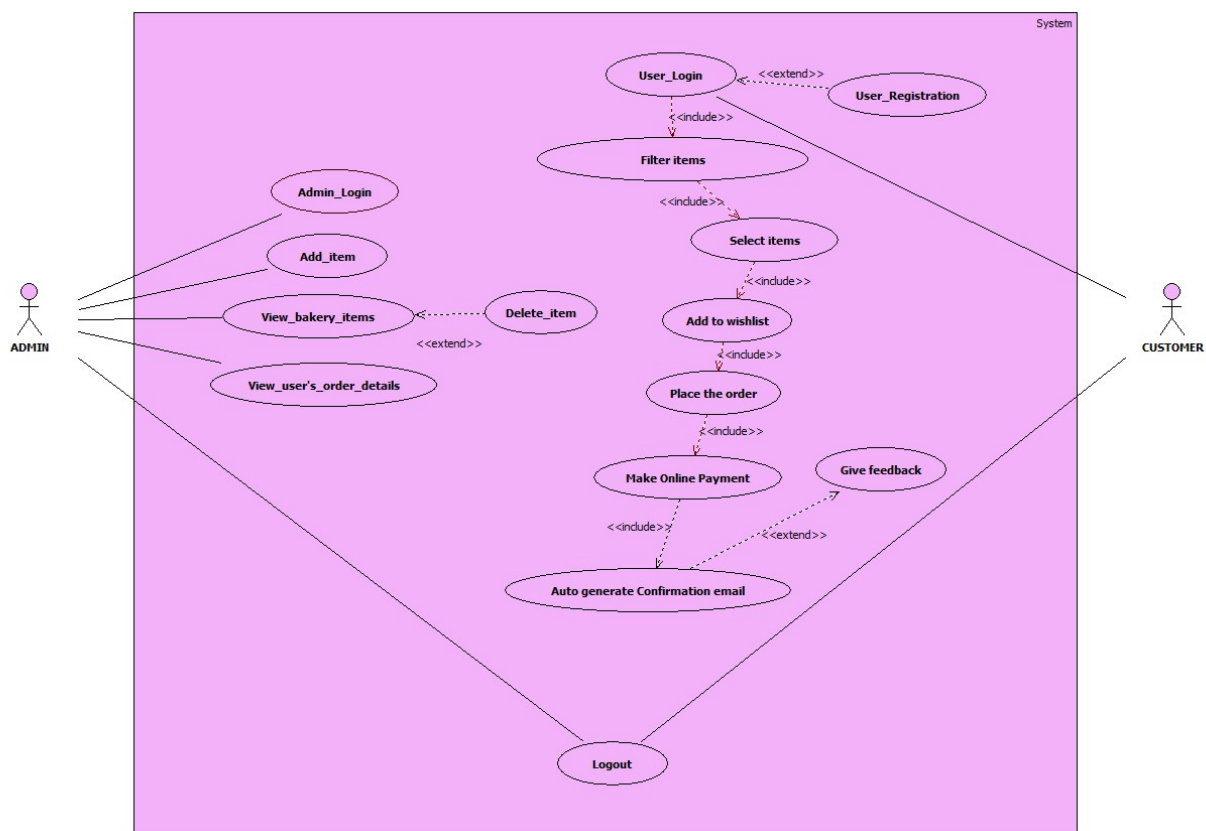 System
User_Login
<<extend>>
User_Registration
<<include>>
Filter items
Admin_Login
<<include>>
Select items
Add_item
<<include>>
View_bakery_items
Delete_item
Add to wishlist
ADMIN
CUSTOMER
<<extend>>
<<include>>
View_user's_order_details
Place the order
<<include>>
Make Online Payment
Give feedback
<<include>>
<<extend>>
Auto generate Confirmation email
Logout